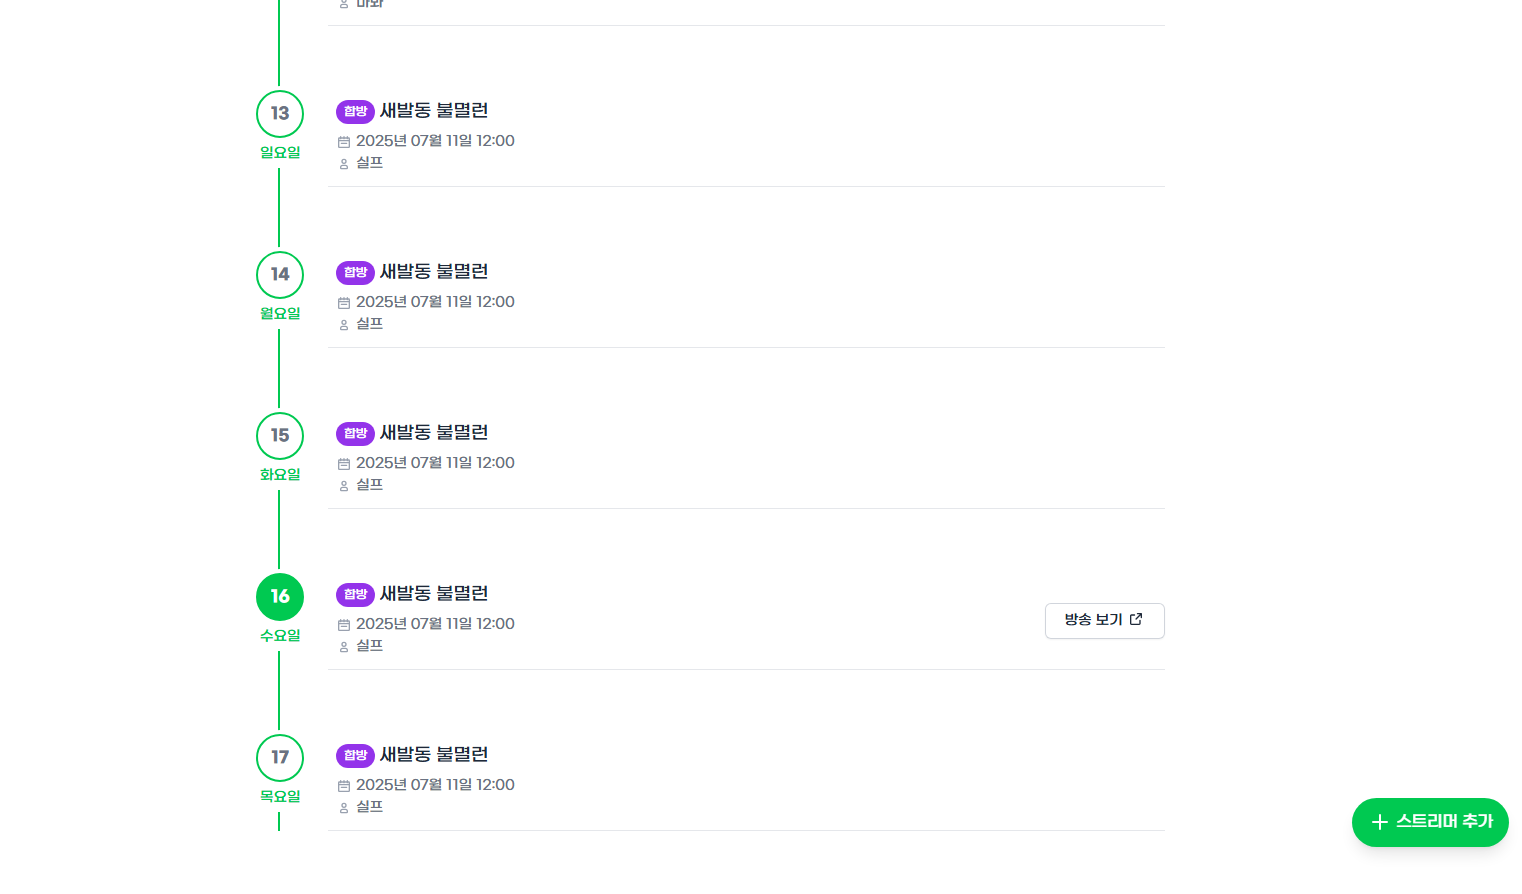 13
일요일
합방 새발동 불멸런
2025년 07월 11일 12:00
실프
14
월요일
합방 새발동 불멸런
2025년 07월 11일 12:00
실프
15
화요일
합방 새발동 불멸런
2025년 07월 11일 12:00
실프
16
수요일
합방 새발동 불멸런
2025년 07월 11일 12:00
실프
방송 보기
17
목요일
합방 새발동 불멸런
2025년 07월 11일 12:00
실프
스트리머 추가